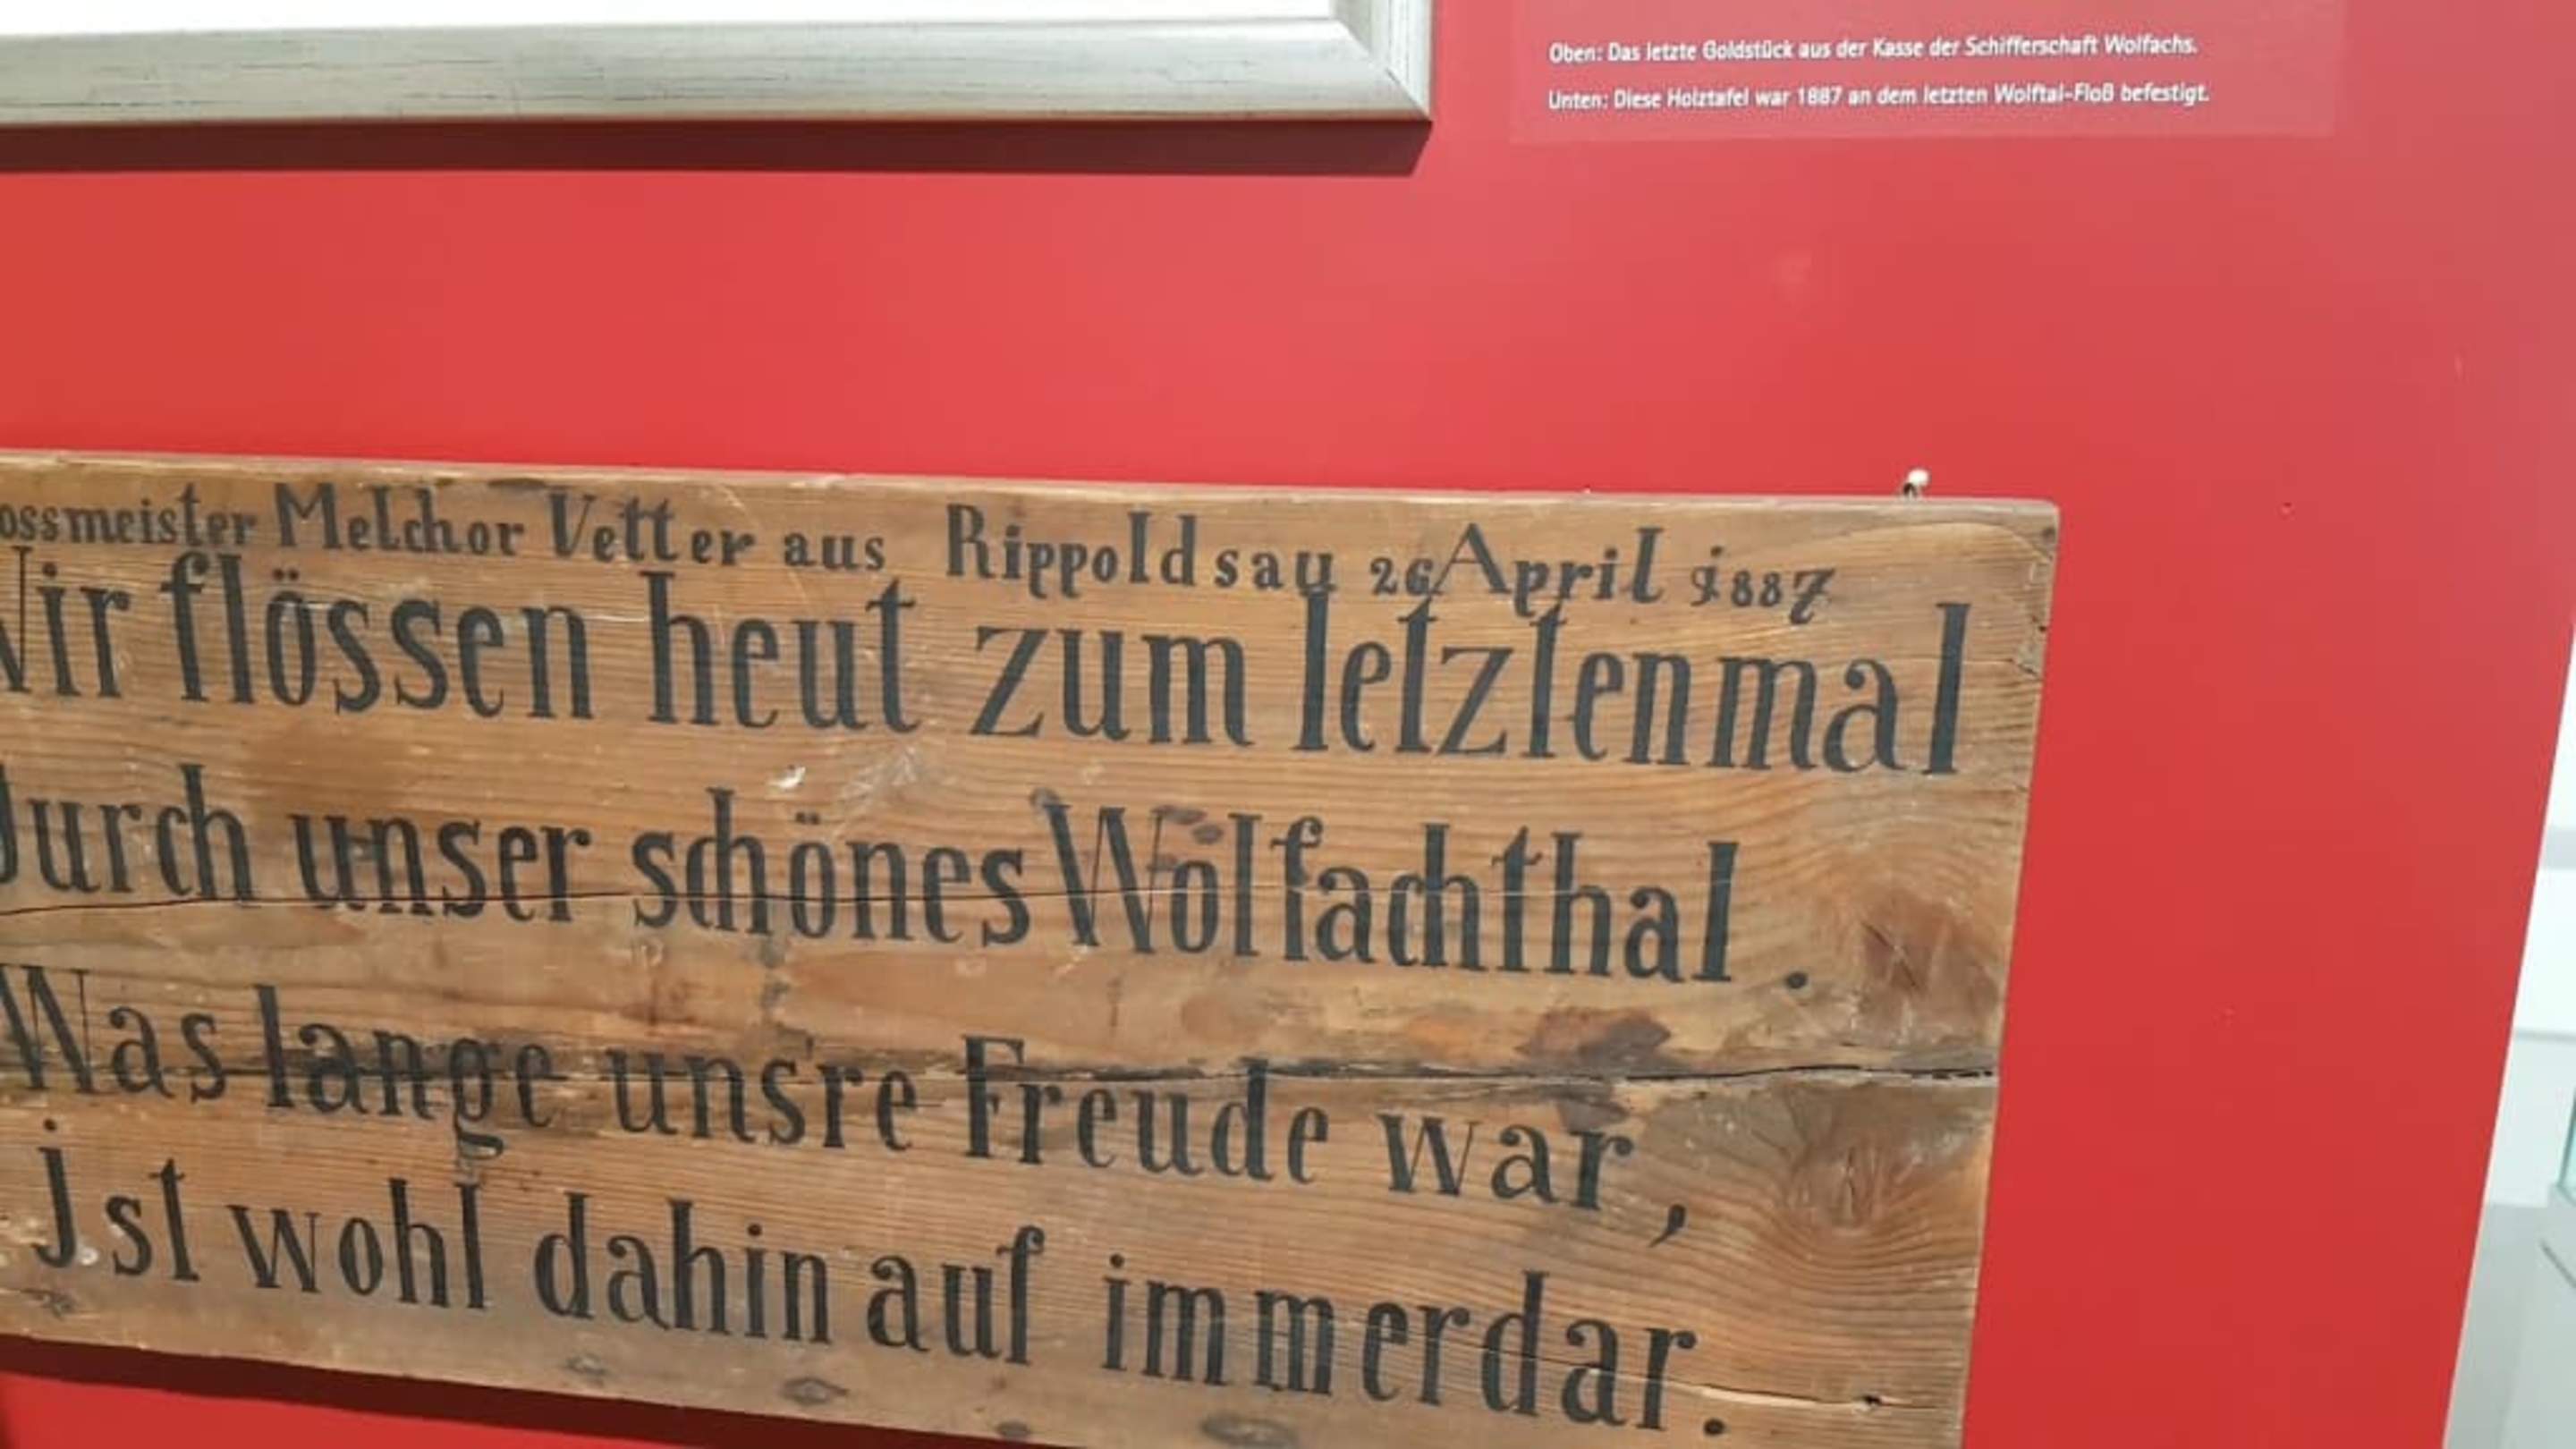 Oben: Das letzte Goldstück aus der Kasse der Schifferschaft Wolfachs.
Unten: Diese Holztafel war 1887 an dem letzten Wolftal-Floß befestigt.
ossmeister Melchor Vetter aus Rippoldsau 26 April 1887
Wir flössen heut zum letztenmal
Durch unser schönes Wolfachthal.
Was lange uns're Freude war,
Jst wohl dahin auf immerdar.